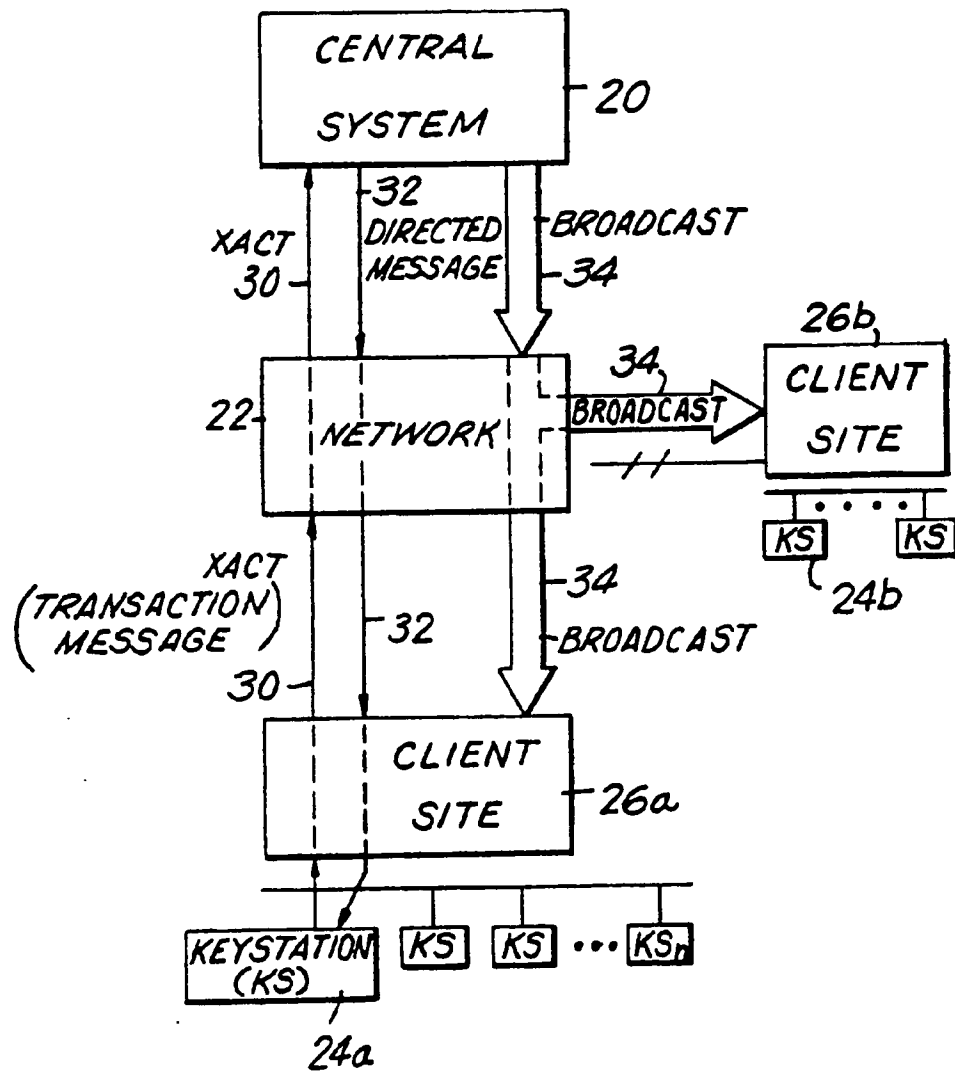 CENTRAL
SYSTEM
20
32
XACT
30
DIRECTED
MESSAGE
BROADCAST
34
26b
CLIENT
SITE
34
BROADCAST
22
NETWORK
KS
KS
24b
XACT
(TRANSACTION
MESSAGE)
30
32
34
BROADCAST
CLIENT
SITE
26a
KEYSTATION
(KS)
KS
KS
...
KSn
24a